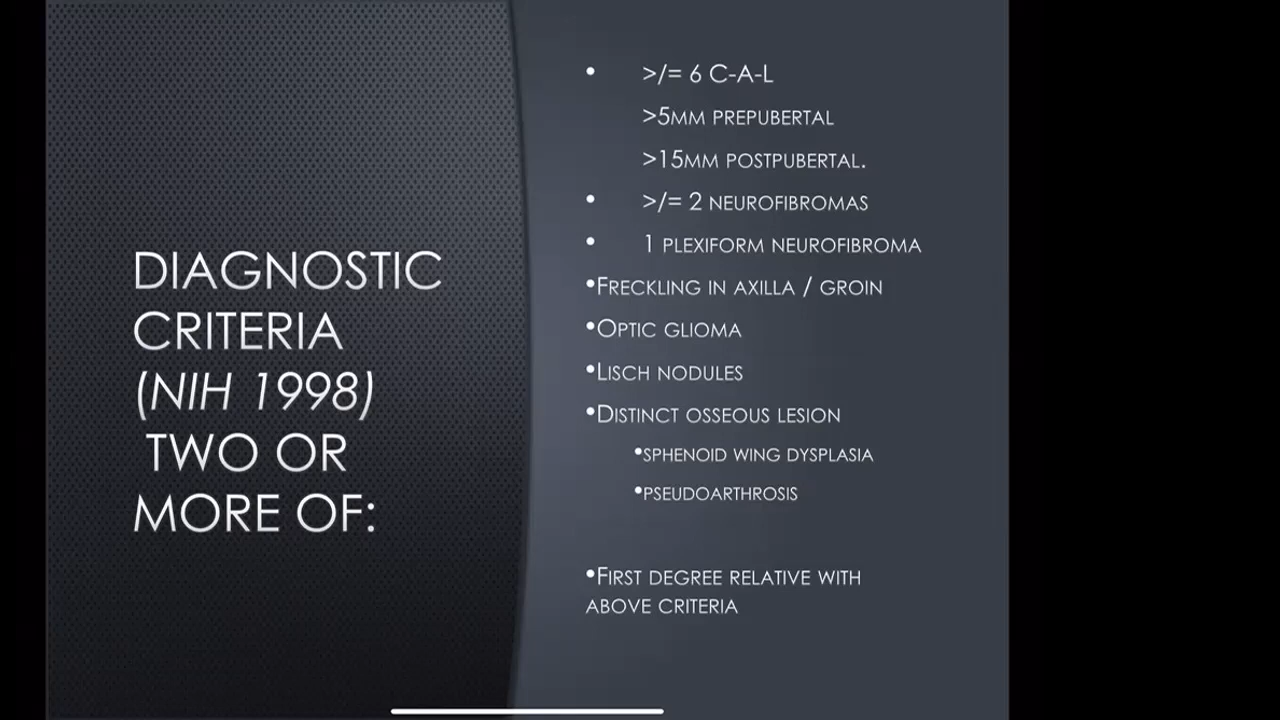 DIAGNOSTIC
CRITERIA
(NIH 1998)
TWO OR
MORE OF:
• >/= 6 C-A-L
>5MM PREPUBERTAL
>15MM POSTPUBERTAL.
• >/= 2 NEUROFIBROMAS
• 1 PLEXIFORM NEUROFIBROMA
•FRECKLING IN AXILLA / GROIN
•OPTIC GLIOMA
•LISCH NODULES
•DISTINCT OSSEOUS LESION
•SPHENOID WING DYSPLASIA
•PSEUDOARTHROSIS
•FIRST DEGREE RELATIVE WITH
ABOVE CRITERIA